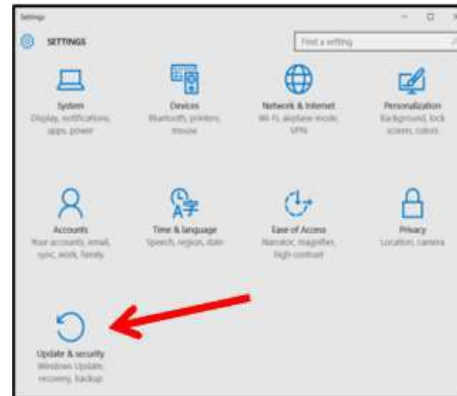 Settings
SETTINGS
Find a setting
System
Display, notifications,
apps, power
Devices
Bluetooth, printers,
mouse
Network & Internet
Wi-Fi, airplane mode,
VPN
Personalization
Background, lock
screen, colors
Accounts
Your accounts, email,
sync, work, family
Time & language
Speech, region, date
Ease of Access
Narrator, magnifier,
high contrast
Privacy
Location, camera
Update & security
Windows Update,
recovery, backup